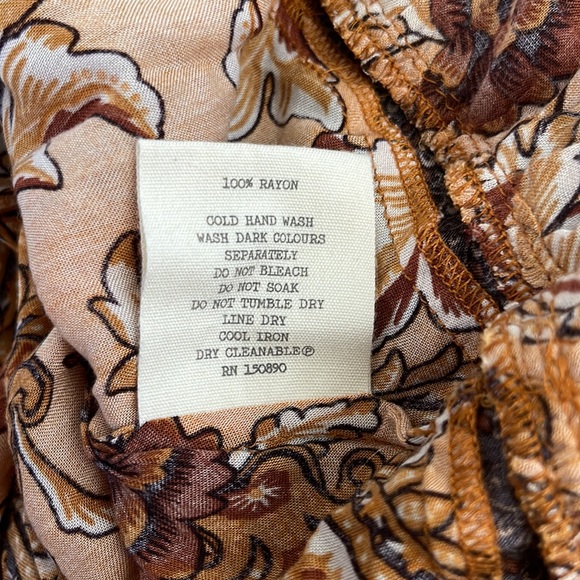 100% RAYON
COLD HAND WASH
WASH DARK COLOURS
SEPARATELY
DO NOT BLEACH
DO NOT SOAK
DO NOT TUMBLE DRY
LINE DRY
COOL IRON
DRY CLEANABLE Ⓟ
RN 150890